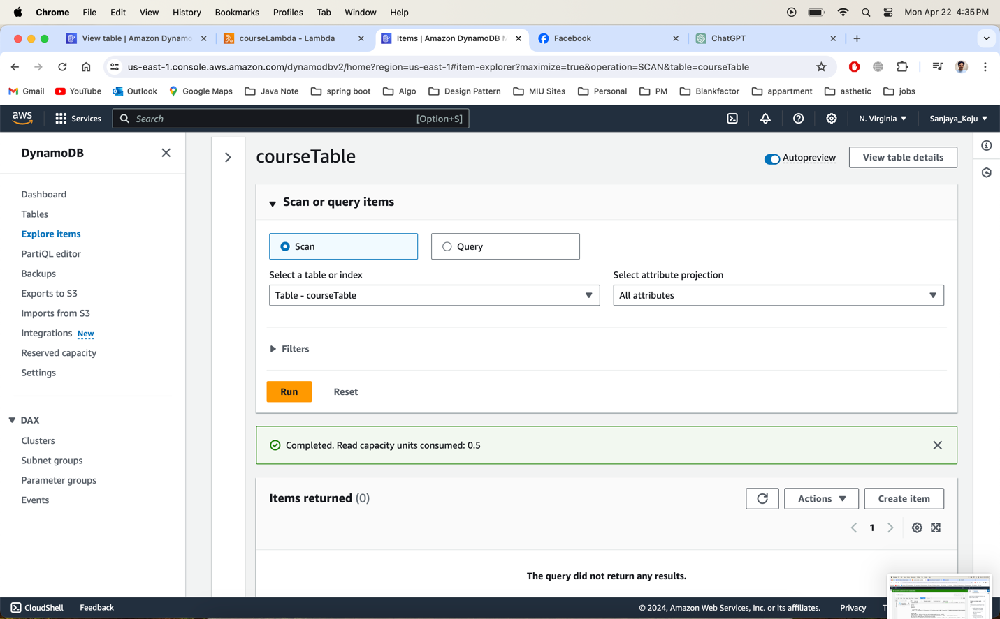 Chrome File Edit View History Bookmarks Profiles Tab Window Help Mon Apr 22 4:35 PM
View table | Amazon Dynamo courseLambda - Lambda Items | Amazon DynamoDB M Facebook ChatGPT
us-east-1.console.aws.amazon.com/dynamodbv2/home?region=us-east-1#item-explorer?maximize=true&operation=SCAN&table=courseTable
Gmail YouTube Outlook Google Maps Java Note spring boot Algo Design Pattern MIU Sites Personal PM Blankfactor appartment asthetic jobs
aws Services Search [Option+S] N. Virginia Sanjaya_Koju
DynamoDB
Dashboard
Tables
Explore items
PartiQL editor
Backups
Exports to S3
Imports from S3
Integrations New
Reserved capacity
Settings
DAX
Clusters
Subnet groups
Parameter groups
Events
courseTable
Autopreview View table details
Scan or query items
Scan Query
Select a table or index Select attribute projection
Table - courseTable All attributes
Filters
Run Reset
Completed. Read capacity units consumed: 0.5
Items returned (0)
Actions Create item
1
The query did not return any results.
CloudShell Feedback © 2024, Amazon Web Services, Inc. or its affiliates. Privacy